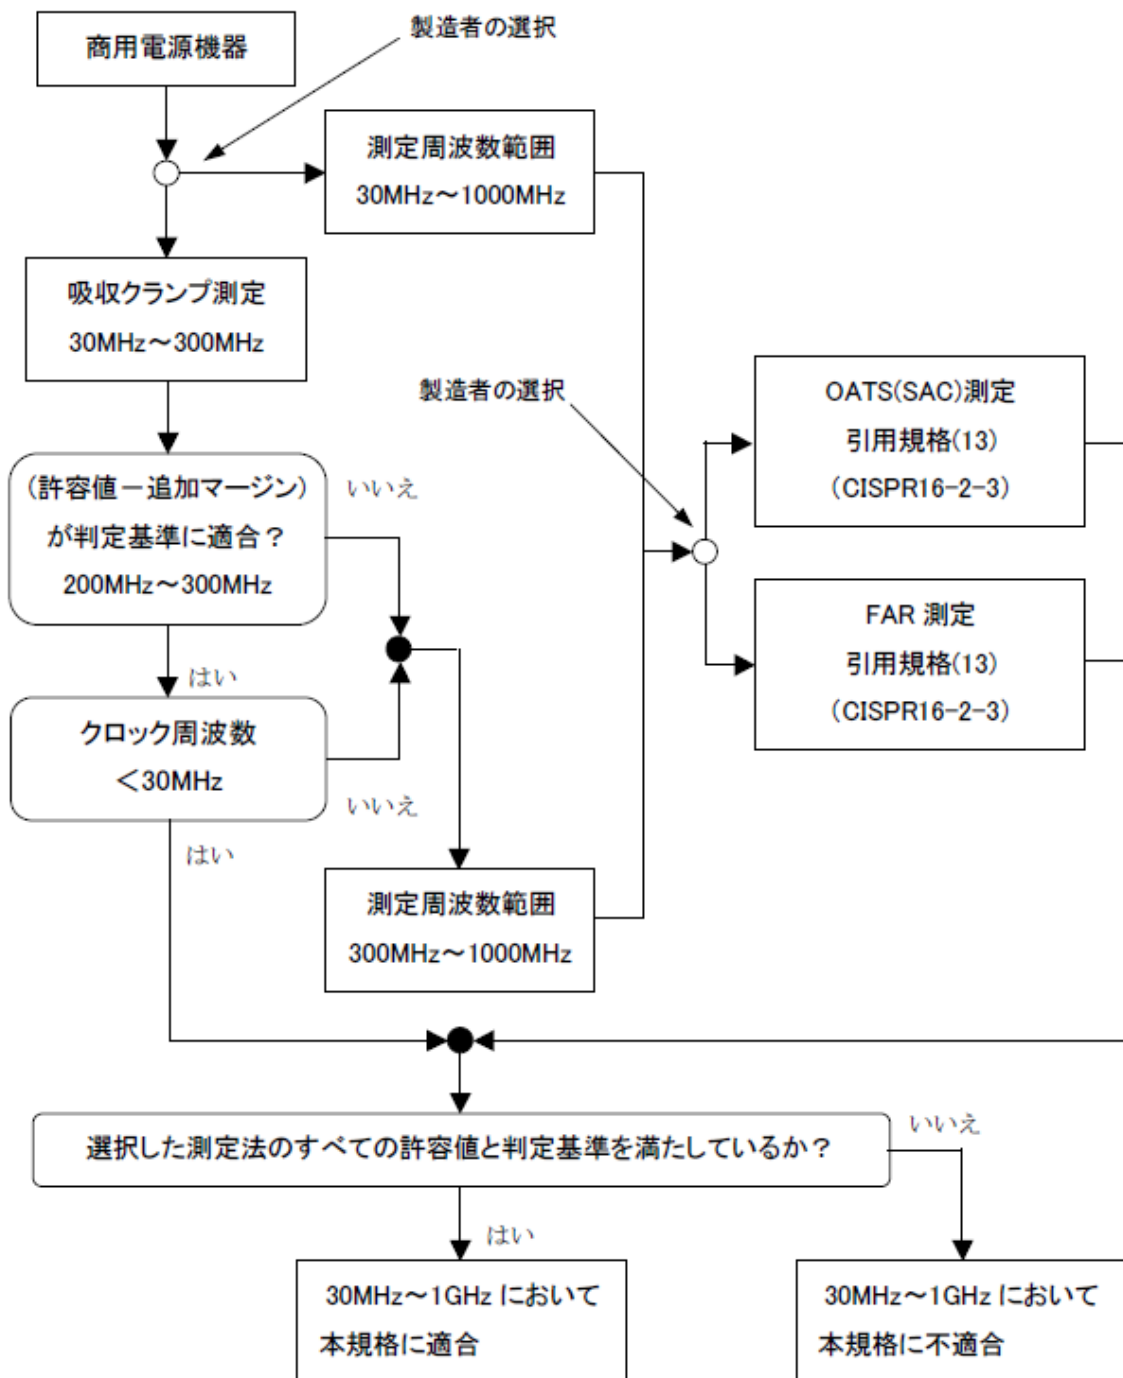 製造者の選択
商用電源機器
測定周波数範囲
30MHz～1000MHz
吸収クランプ測定
30MHz～300MHz
製造者の選択
OATS(SAC)測定
引用規格(13)
(CISPR16-2-3)
(許容値－追加マージン)
が判定基準に適合？
200MHz～300MHz
いいえ
はい
FAR 測定
引用規格(13)
(CISPR16-2-3)
クロック周波数
＜30MHz
いいえ
はい
測定周波数範囲
300MHz～1000MHz
選択した測定法のすべての許容値と判定基準を満たしているか？
いいえ
はい
30MHz～1GHz において
本規格に適合
30MHz～1GHz において
本規格に不適合